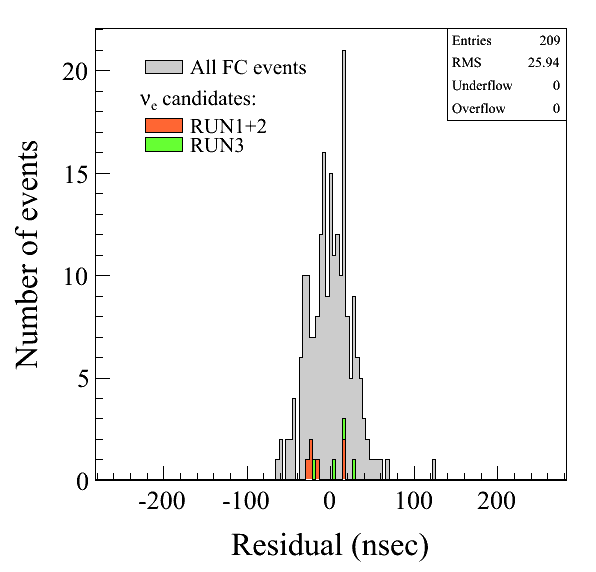 Entries 209
RMS 25.94
Underflow 0
Overflow 0
All FC events
νe candidates:
RUN1+2
RUN3
Number of events
20
15
10
5
0
-200 -100 0 100 200
Residual (nsec)